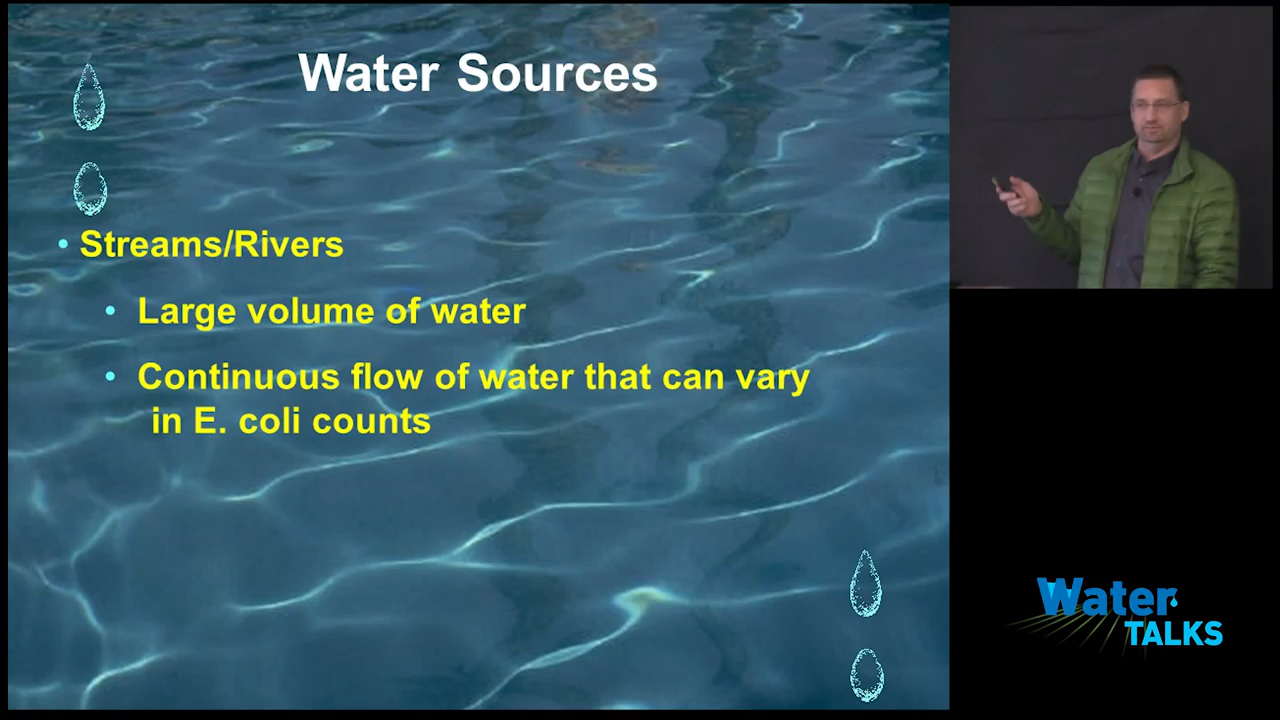 Water Sources
• Streams/Rivers
• Large volume of water
• Continuous flow of water that can vary
in E. coli counts
Water
TALKS